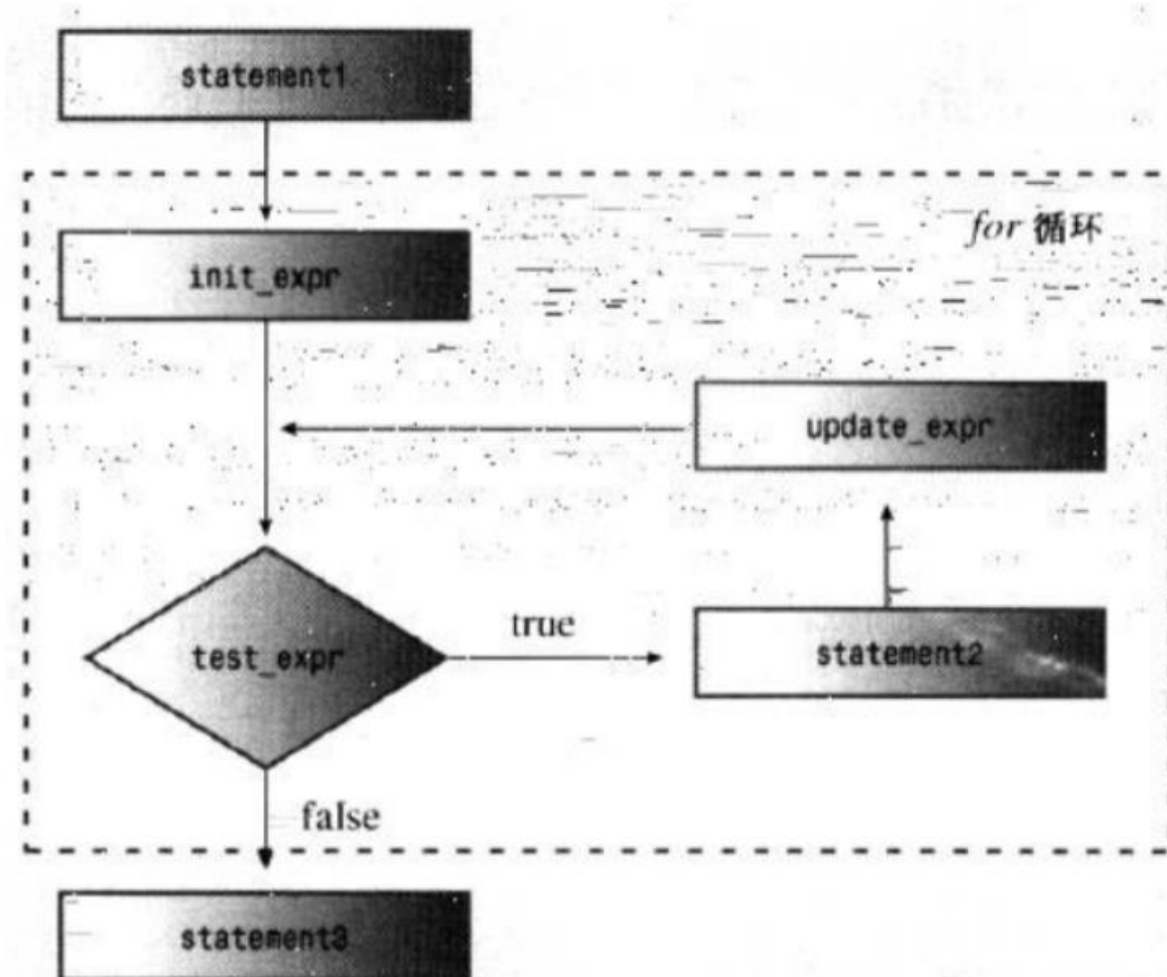 statement1
for 循环
init_expr
update_expr
true
test_expr
statement2
false
statement3